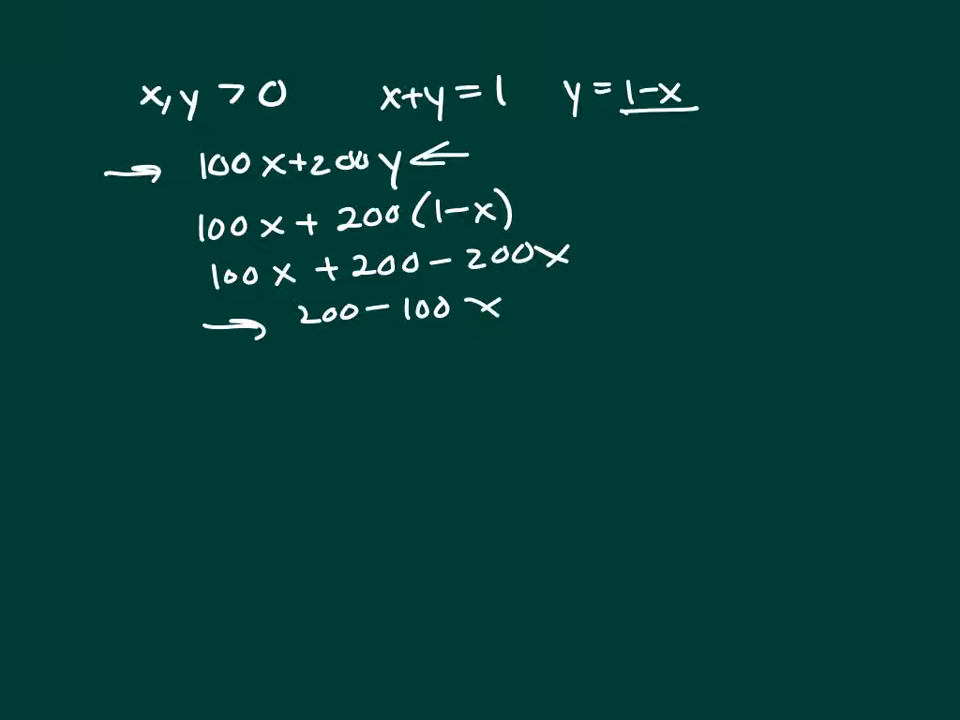 x, y > 0 x+y = 1 y = 1-x
→ 100x+200y ←
100x + 200(1-x)
100x + 200 - 200x
→ 200 - 100x